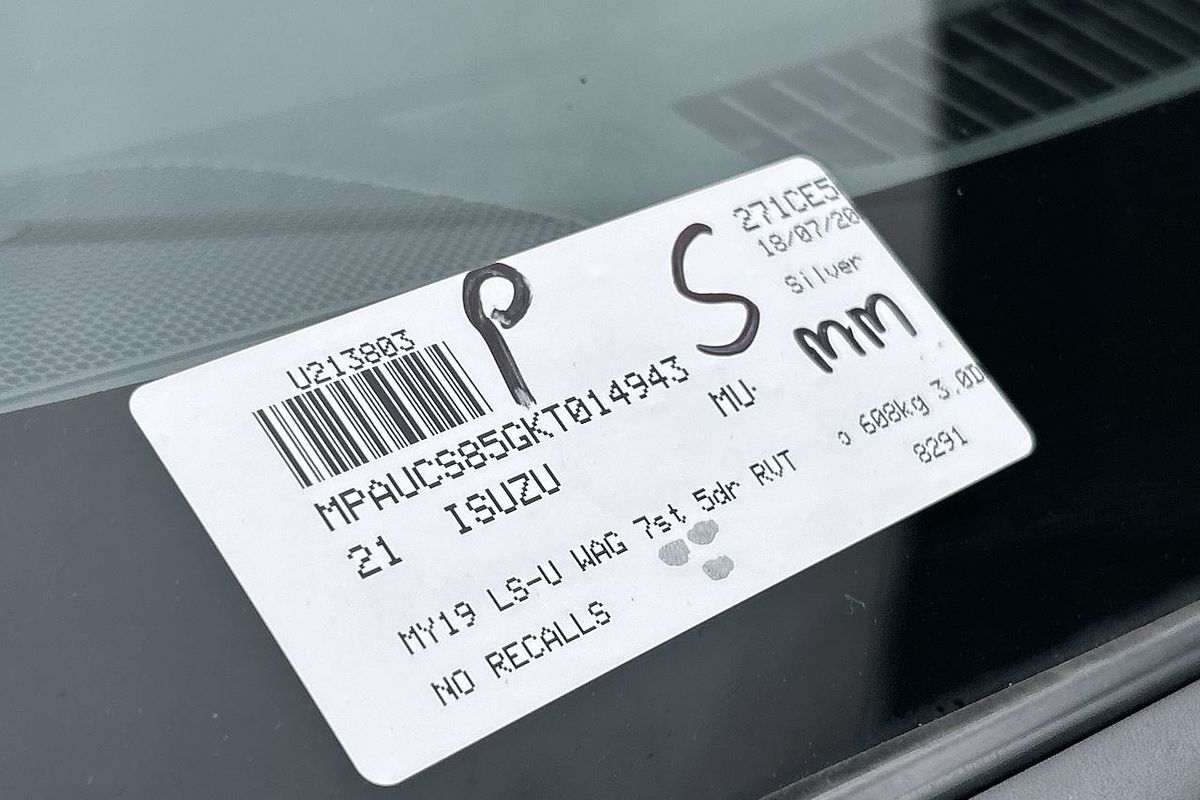 271CE5
18/07/20
Silver
P
S
MM
U213803
MPAUCS85GKT014943
21 ISUZU MU-
MY19 LS-U WAG 7st 5dr RVT o 608kg 3.0D
NO RECALLS 8291